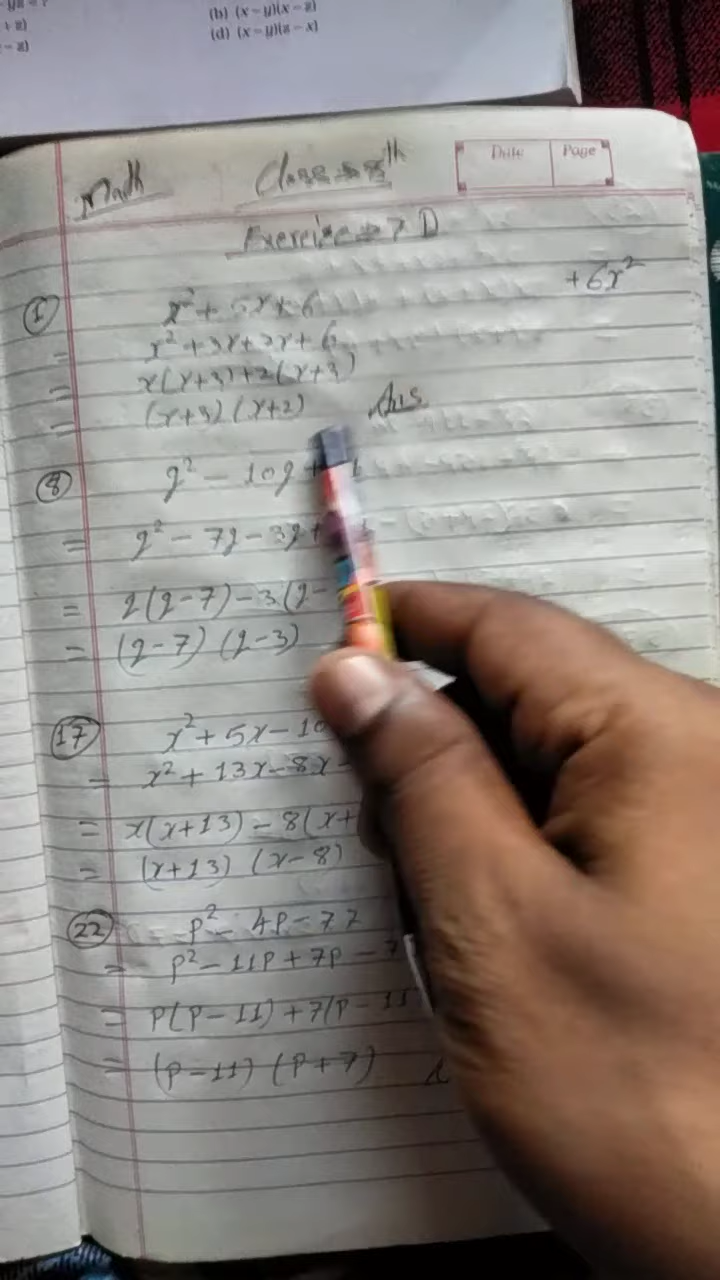 (b) (x – y)(x – z)
(d) (x – y)(z – x)
Math Class → 8th Date Page
Exercise → 7 D
+6x²
① x² + 5x + 6
= x² + 3x + 2x + 6
= x(x+3)+2(x+3)
= (x+3) (x+2) Ans
⑧ y² – 10y +
= y² – 7y – 3y +
= y(y–7) – 3(y–
= (y–7) (y–3)
⑰ x² + 5x – 10
= x² + 13x – 8x –
= x(x+13) – 8(x+
= (x+13) (x–8)
㉒ p² – 4p – 77
= p² – 11p + 7p – 7
= p(p–11) + 7(p–11
= (p–11) (p+7)